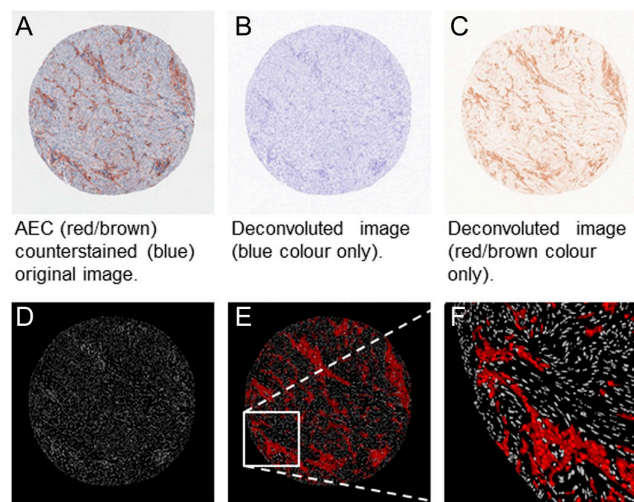 A
B
C
AEC (red/brown)
counterstained (blue)
original image.
Deconvoluted image
(blue colour only).
Deconvoluted image
(red/brown colour
only).
D
E
F